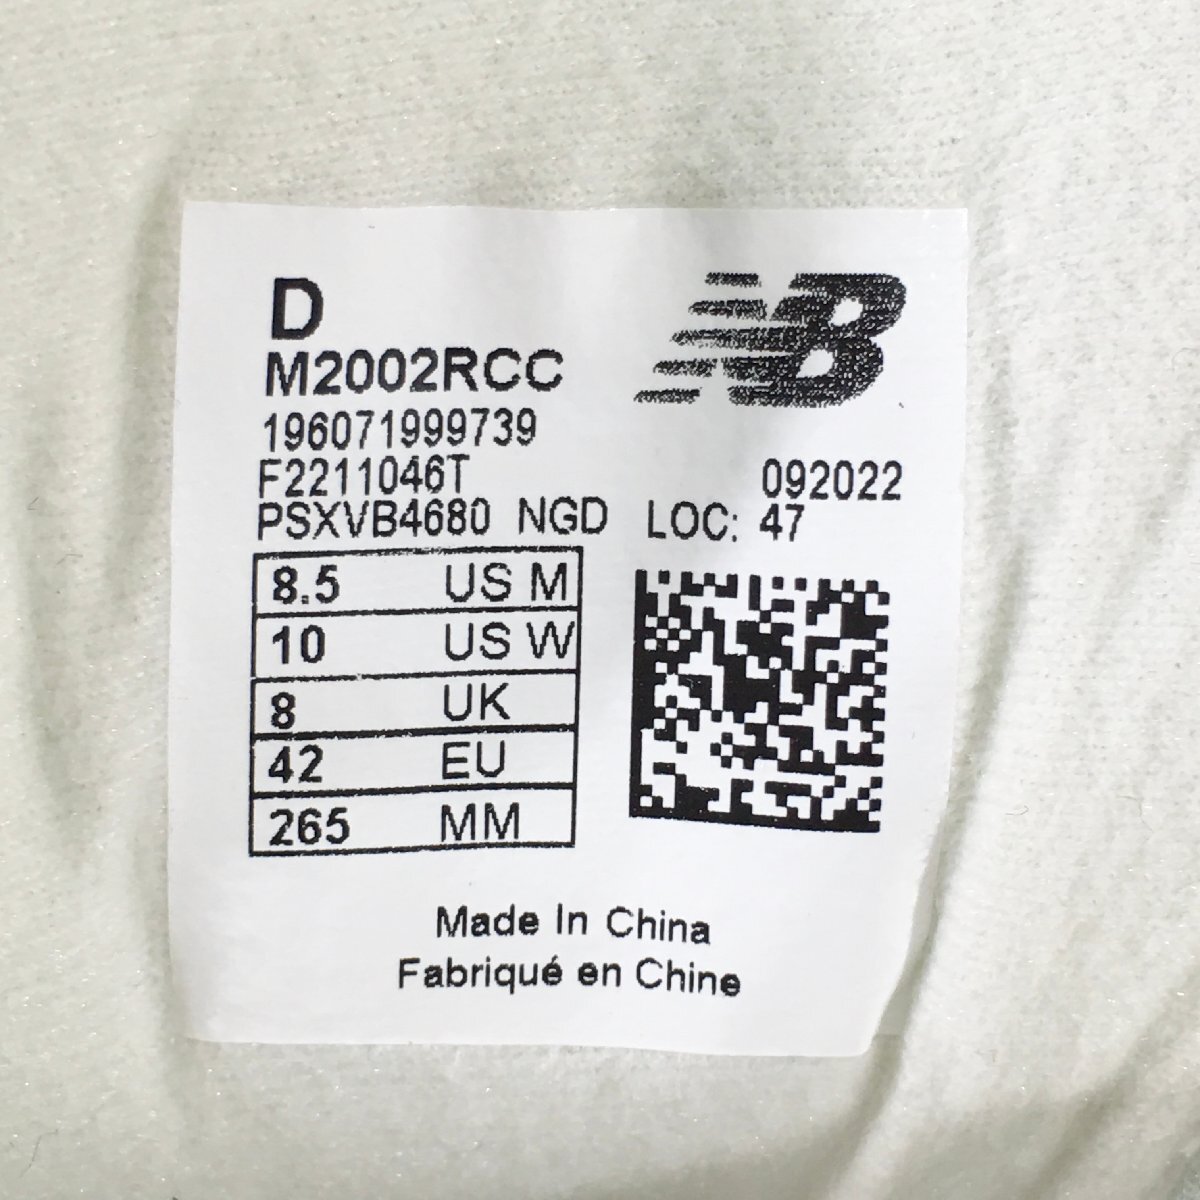 D
NB
M2002RCC
196071999739
F2211046T 092022
PSXVB4680 NGD LOC: 47
8.5 US M
10 US W
8 UK
42 EU
265 MM
Made In China
Fabriqué en Chine